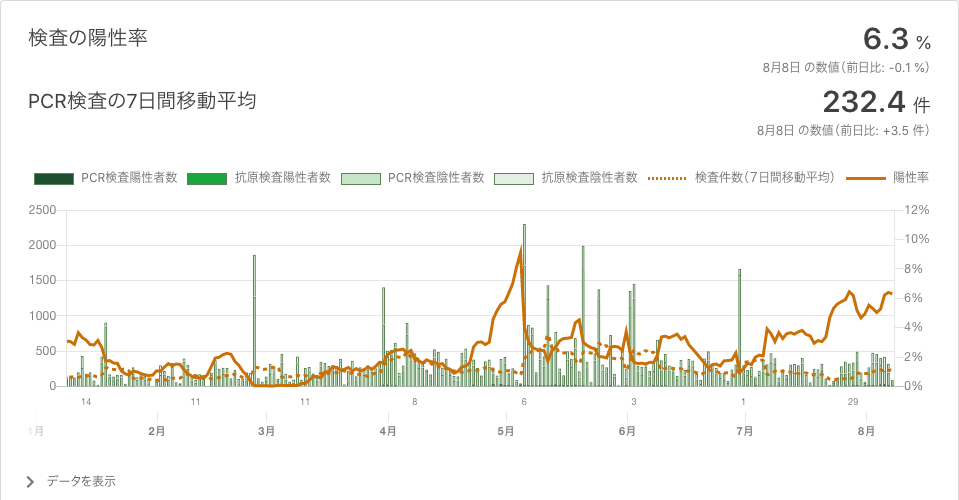 検査の陽性率
6.3 %
8月8日 の数値（前日比: -0.1 %）
PCR検査の7日間移動平均
232.4 件
8月8日 の数値（前日比: +3.5 件）
PCR検査陽性者数 抗原検査陽性者数 PCR検査陰性者数 抗原検査陰性者数 検査件数（7日間移動平均） 陽性率
2500 12%
2000 10%
1500 8%
1000 6%
500 4%
0 2%
0%
14 11 11 8 6 3 1 29
1月 2月 3月 4月 5月 6月 7月 8月
データを表示